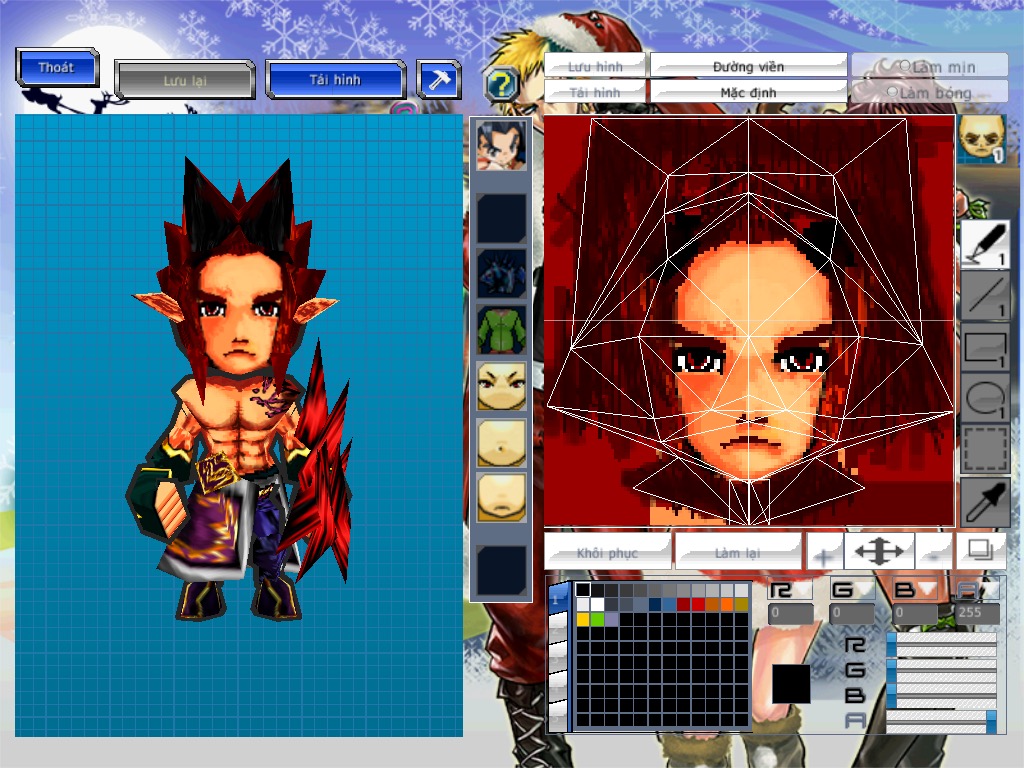 Thoát
Lưu lại
Tải hình
?
Lưu hình
Đường viền
Làm mịn
Tải hình
Mặc định
Làm bóng
1
1
1
1
1
Khôi phục
Làm lại
+
-
1
R
G
B
A
0
0
0
255
R
G
B
A